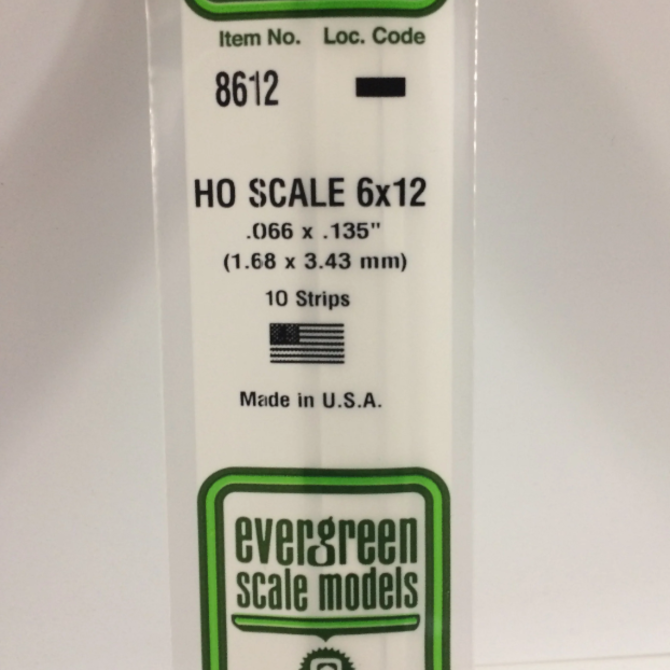 Item No. Loc. Code
8612
HO SCALE 6x12
.066 x .135"
(1.68 x 3.43 mm)
10 Strips
Made in U.S.A.
evergreen
scale models